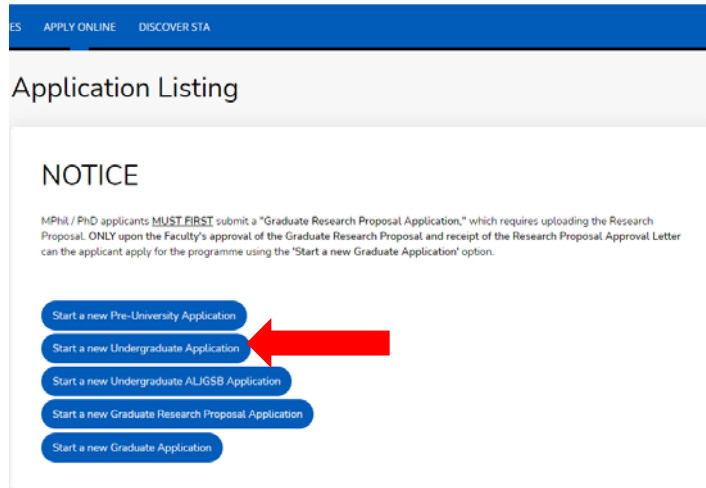 ES APPLY ONLINE DISCOVER STA
Application Listing
NOTICE
MPhil / PhD applicants MUST FIRST submit a "Graduate Research Proposal Application," which requires uploading the Research
Proposal. ONLY upon the Faculty's approval of the Graduate Research Proposal and receipt of the Research Proposal Approval Letter
can the applicant apply for the programme using the 'Start a new Graduate Application' option.
Start a new Pre-University Application
Start a new Undergraduate Application
Start a new Undergraduate ALJGSB Application
Start a new Graduate Research Proposal Application
Start a new Graduate Application